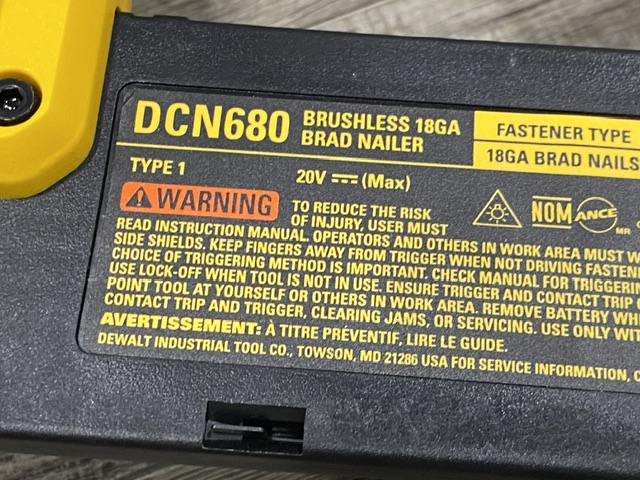 DCN680 BRUSHLESS 18GA
BRAD NAILER
FASTENER TYPE
18GA BRAD NAILS
TYPE 1
20V (Max)
WARNING TO REDUCE THE RISK
OF INJURY, USER MUST
READ INSTRUCTION MANUAL. OPERATORS AND OTHERS IN WORK AREA MUST
SIDE SHIELDS. KEEP FINGERS AWAY FROM TRIGGER WHEN NOT DRIVING
CHOICE OF TRIGGERING METHOD IS IMPORTANT. CHECK MANUAL FOR
USE LOCK-OFF WHEN TOOL IS NOT IN USE. ENSURE TRIGGER AND CONTACT TRIP
POINT TOOL AT YOURSELF OR OTHERS IN WORK AREA. REMOVE BATTERY
CONTACT TRIP AND TRIGGER, CLEARING JAMS, OR SERVICING. USE ONLY
AVERTISSEMENT: À TITRE PRÉVENTIF, LIRE LE GUIDE.
DEWALT INDUSTRIAL TOOL CO., TOWSON, MD 21286 USA FOR SERVICE INFORMATION,
NOM ANCE
MR